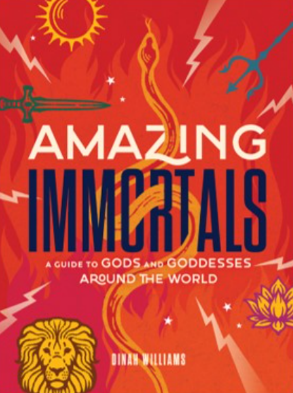 AMAZING
IMMORTALS
A GUIDE TO GODS AND GODDESSES
AROUND THE WORLD
DINAH WILLIAMS